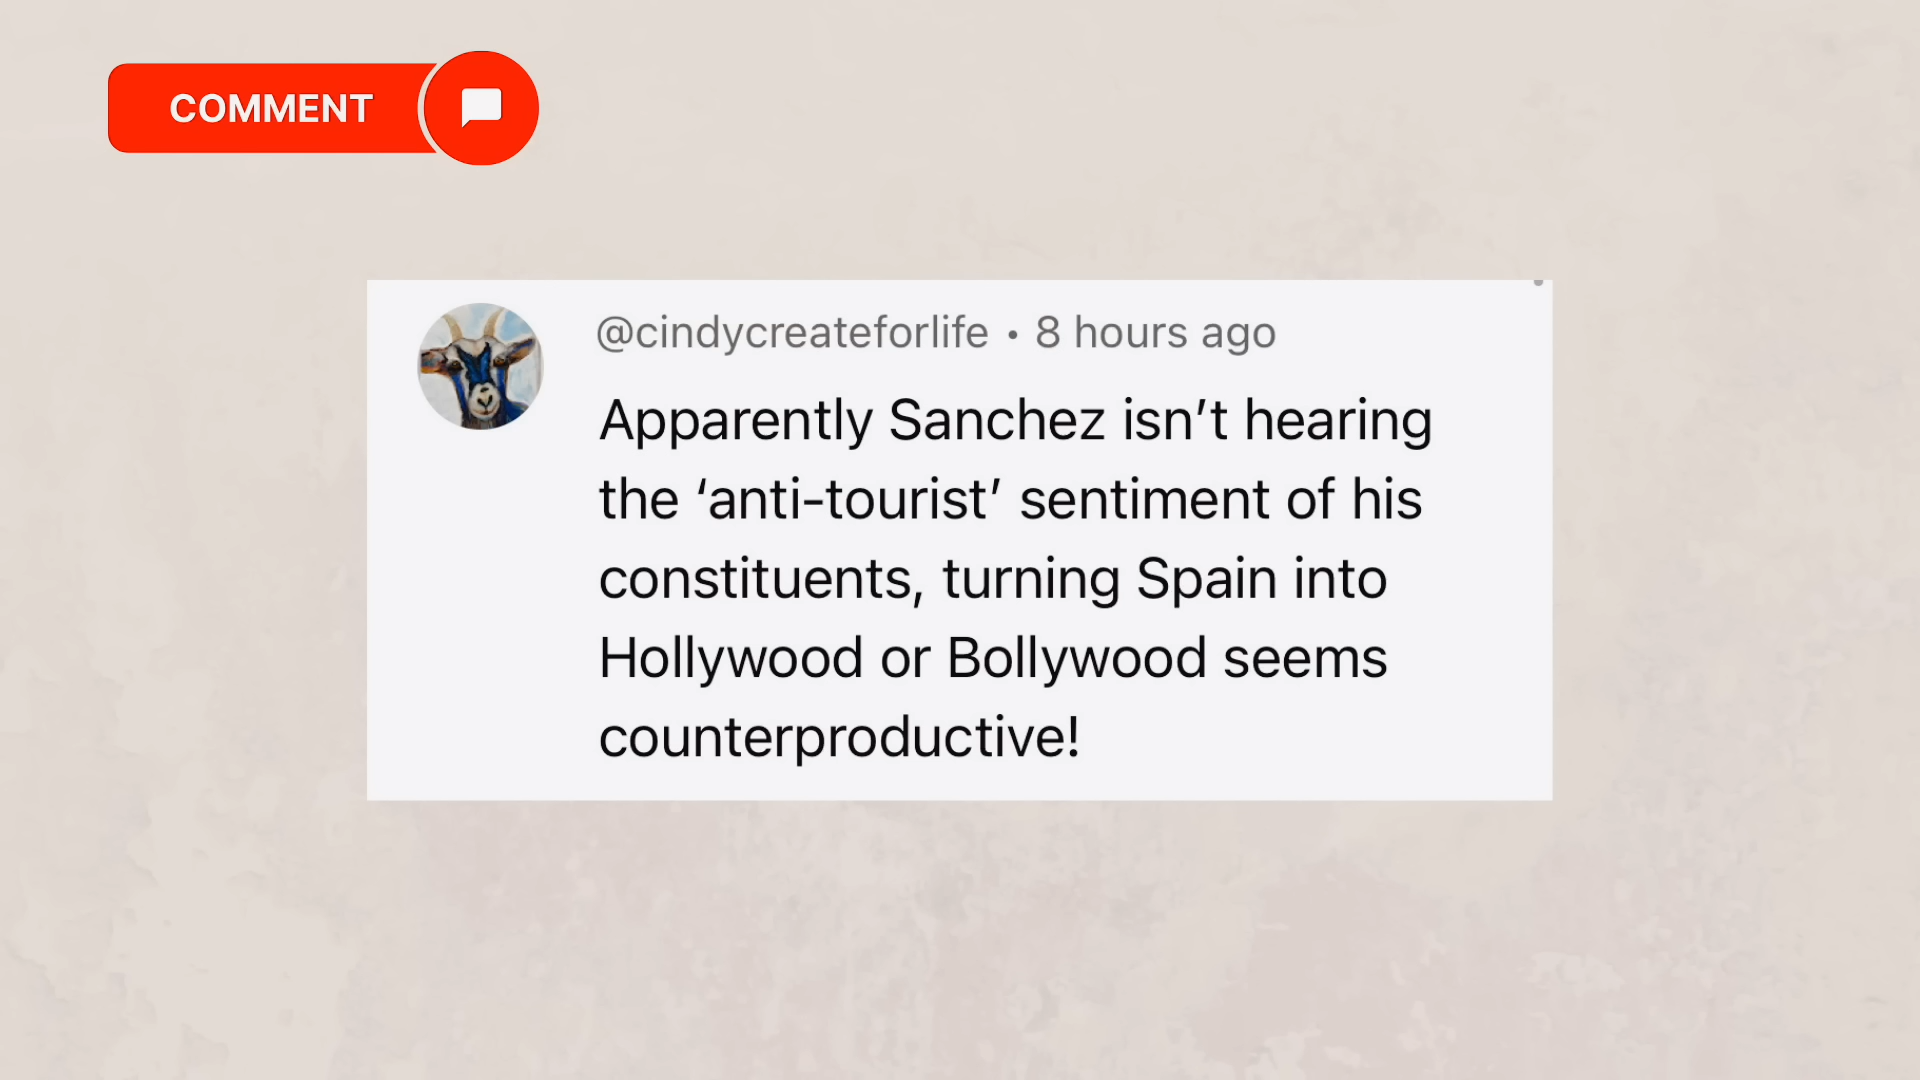 COMMENT
@cindycreateforlife • 8 hours ago
Apparently Sanchez isn’t hearing
the ‘anti-tourist’ sentiment of his
constituents, turning Spain into
Hollywood or Bollywood seems
counterproductive!